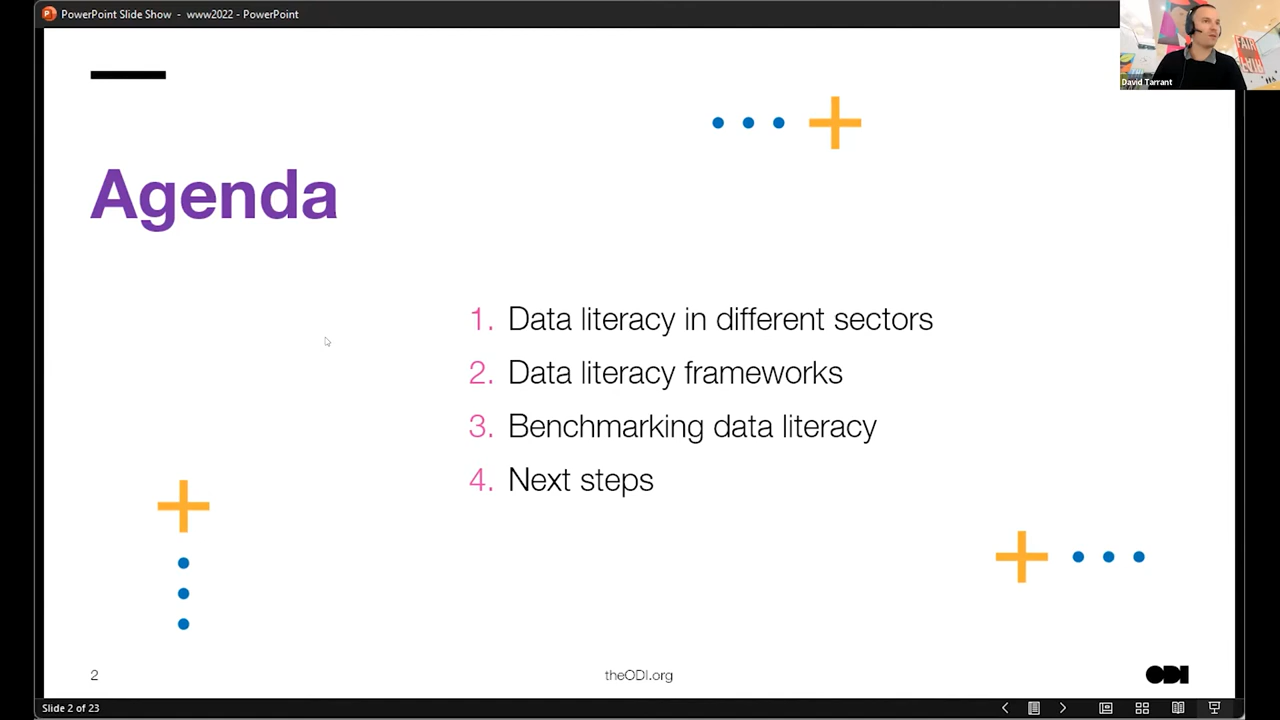 PowerPoint Slide Show - www2022 - PowerPoint
David Tarrant
FAIR
Agenda
1. Data literacy in different sectors
2. Data literacy frameworks
3. Benchmarking data literacy
4. Next steps
2
theODI.org
ODI
Slide 2 of 23